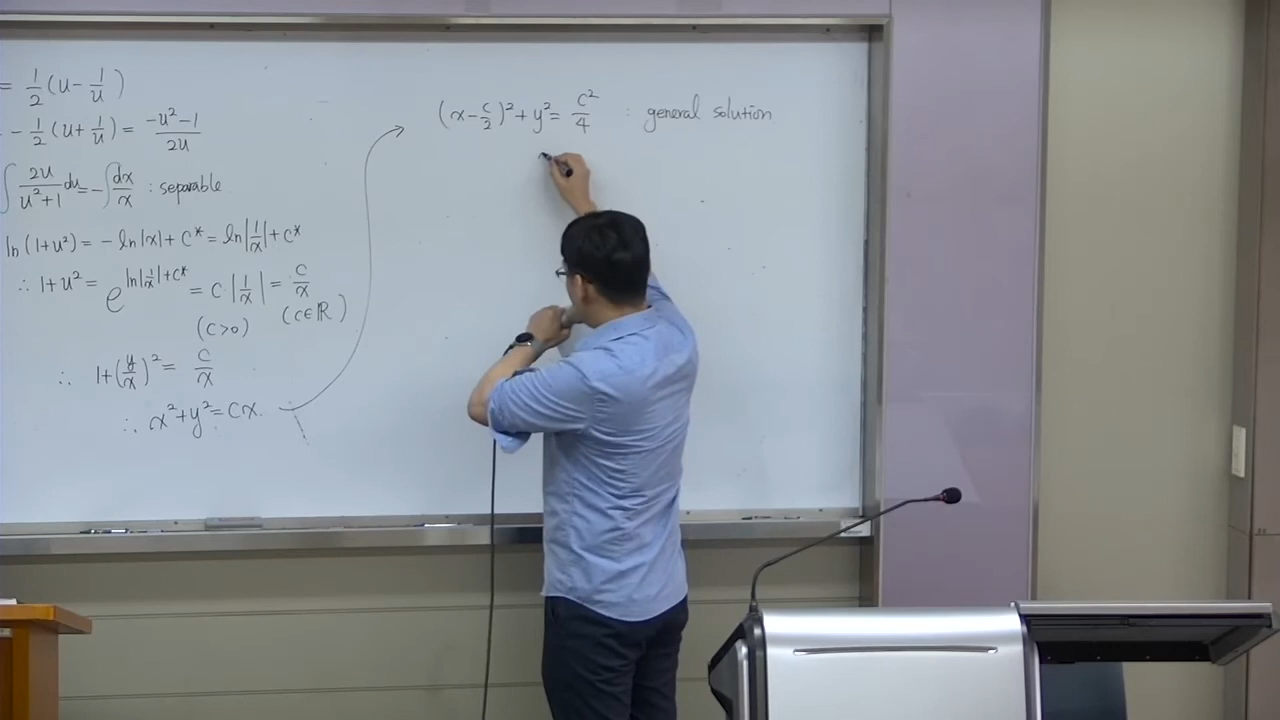 = 1/2 (u - 1/u)
- 1/2 (u + 1/u) = -u² - 1 / 2u
∫ 2u / u² + 1 du = - ∫ dx / x : separable
ln (1 + u²) = - ln |x| + c* = ln |1/x| + c*
∴ 1 + u² = e^{ln |1/x| + c*} = c |1/x| = c/x
(c > 0) (c ∈ ℝ)
∴ 1 + (y/x)² = c/x
∴ x² + y² = cx.
(x - c/2)² + y² = c²/4 : general solution